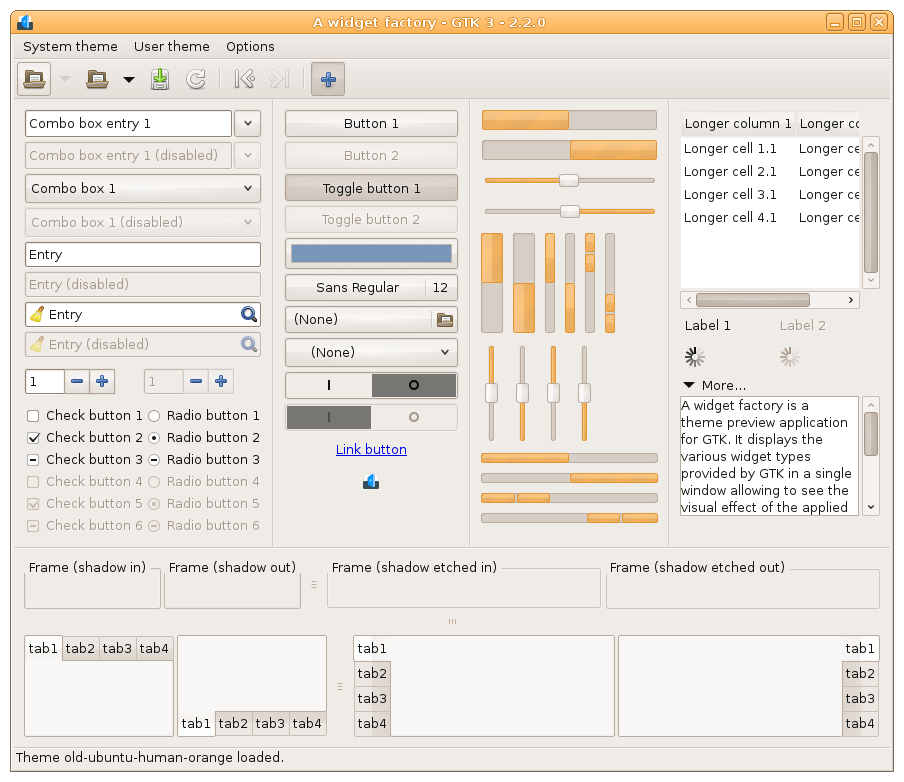 A widget factory - GTK 3 - 2.2.0
System theme User theme Options
Combo box entry 1
Combo box entry 1 (disabled)
Combo box 1
Combo box 1 (disabled)
Entry
Entry (disabled)
Entry
Entry (disabled)
1 1
Check button 1 Radio button 1
Check button 2 Radio button 2
Check button 3 Radio button 3
Check button 4 Radio button 4
Check button 5 Radio button 5
Check button 6 Radio button 6
Button 1
Button 2
Toggle button 1
Toggle button 2
Sans Regular 12
(None)
(None)
Link button
Longer column 1 Longer co
Longer cell 1.1 Longer ce
Longer cell 2.1 Longer ce
Longer cell 3.1 Longer ce
Longer cell 4.1 Longer ce
Label 1 Label 2
More...
A widget factory is a
theme preview application
for GTK. It displays the
various widget types
provided by GTK in a single
window allowing to see the
visual effect of the applied
Frame (shadow in) Frame (shadow out) Frame (shadow etched in) Frame (shadow etched out)
tab1 tab2 tab3 tab4
tab1 tab2 tab3 tab4
tab1
tab2
tab3
tab4
tab1
tab2
tab3
tab4
Theme old-ubuntu-human-orange loaded.